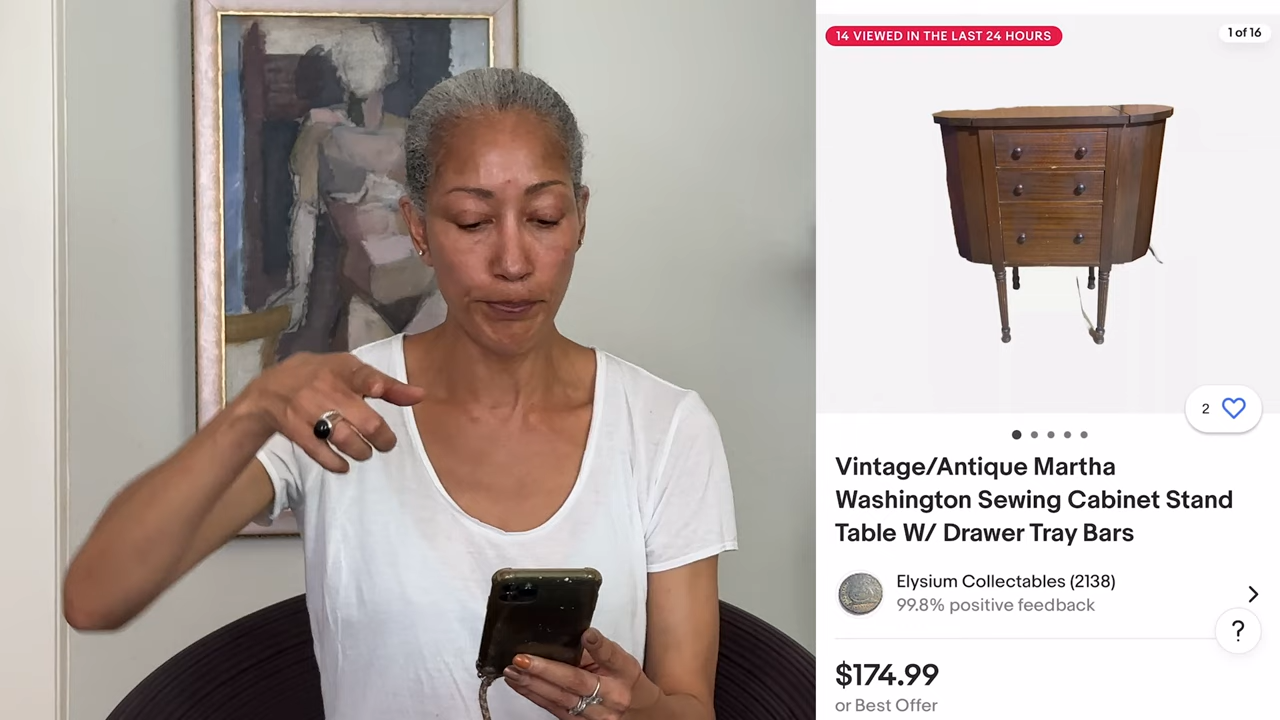 14 VIEWED IN THE LAST 24 HOURS
1 of 16
2
Vintage/Antique Martha
Washington Sewing Cabinet Stand
Table W/ Drawer Tray Bars
Elysium Collectables (2138)
99.8% positive feedback
?
$174.99
or Best Offer